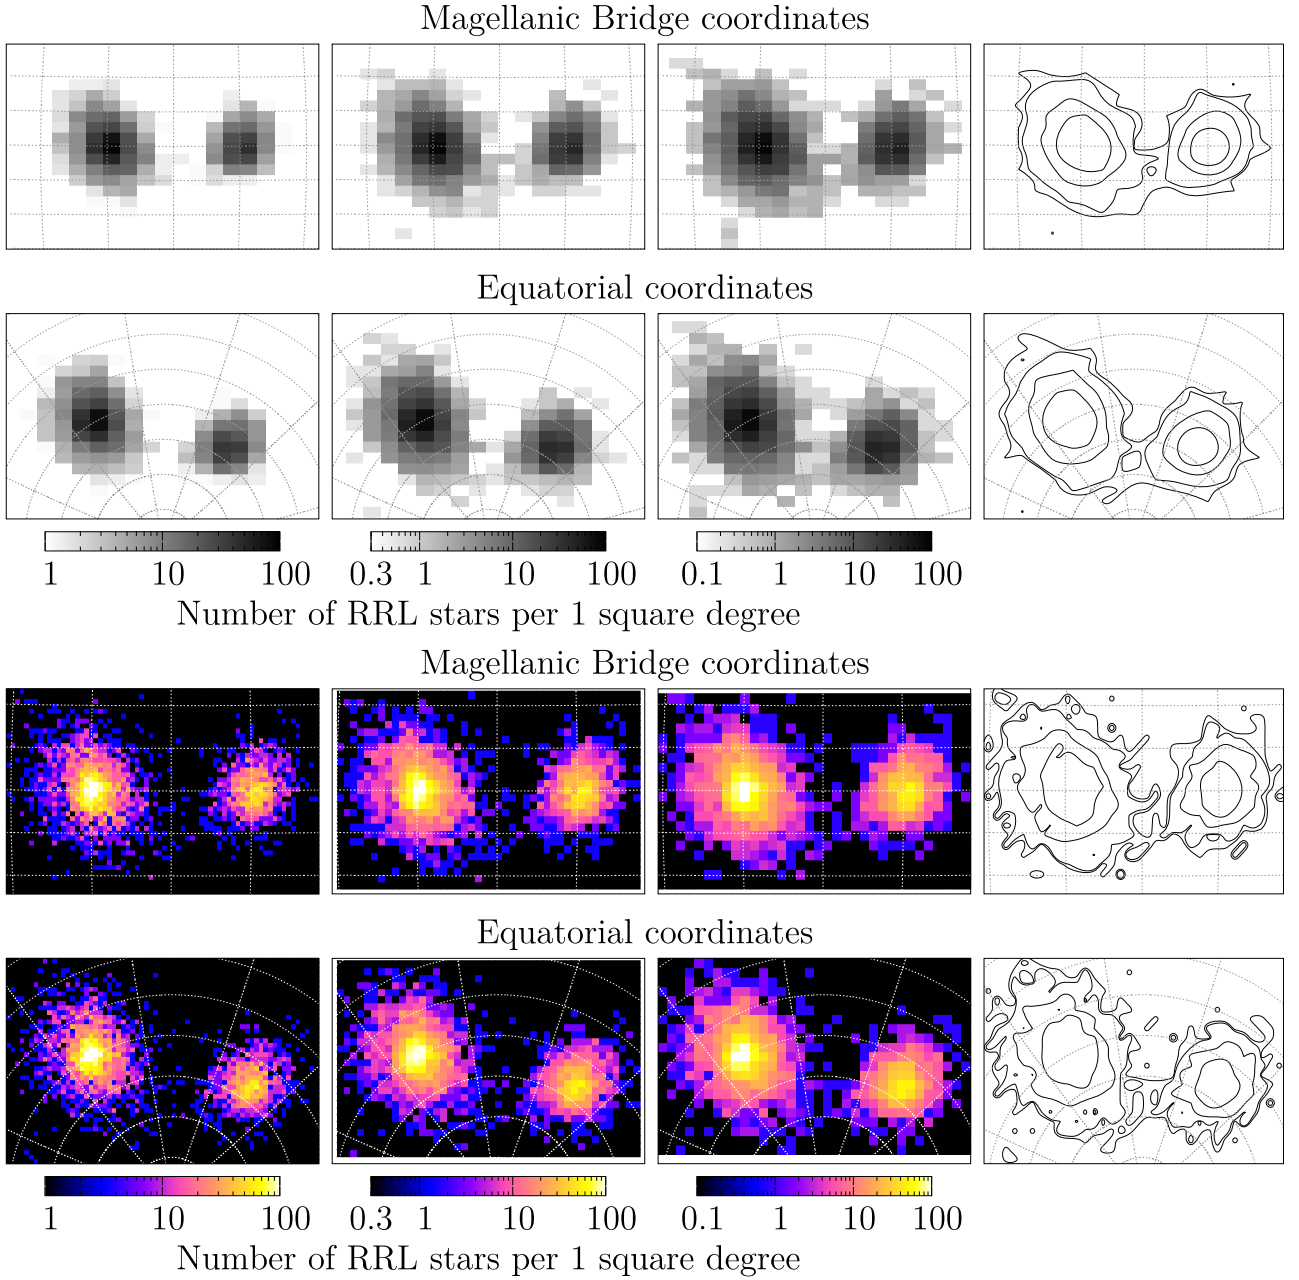 Magellanic Bridge coordinates
Equatorial coordinates
1 10 100 0.3 1 10 100 0.1 1 10 100
Number of RRL stars per 1 square degree
Magellanic Bridge coordinates
Equatorial coordinates
1 10 100 0.3 1 10 100 0.1 1 10 100
Number of RRL stars per 1 square degree